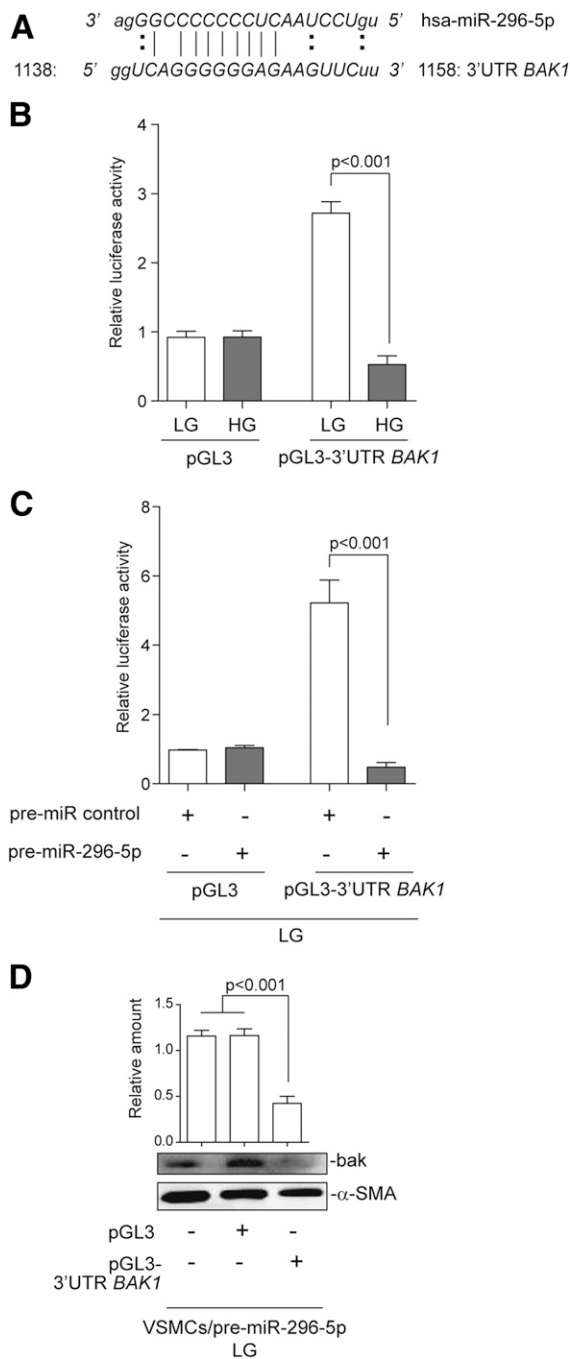 A
3' agGGCCCCCCCUCAAUCCUgu 5' hsa-miR-296-5p
1138: 5' ggUCAGGGGGGAGAAGUUCuu 3' 1158: 3'UTR BAK1
B
Relative luciferase activity
4
3
2
1
0
p<0.001
LG HG LG HG
pGL3 pGL3-3'UTR BAK1
C
Relative luciferase activity
8
6
4
2
0
p<0.001
pre-miR control + - + -
pre-miR-296-5p - + - +
pGL3 pGL3-3'UTR BAK1
LG
D
Relative amount
1.5
1.0
0.5
0.0
p<0.001
-bak
-α-SMA
pGL3 - + -
pGL3- - - +
3'UTR BAK1
VSMCs/pre-miR-296-5p
LG